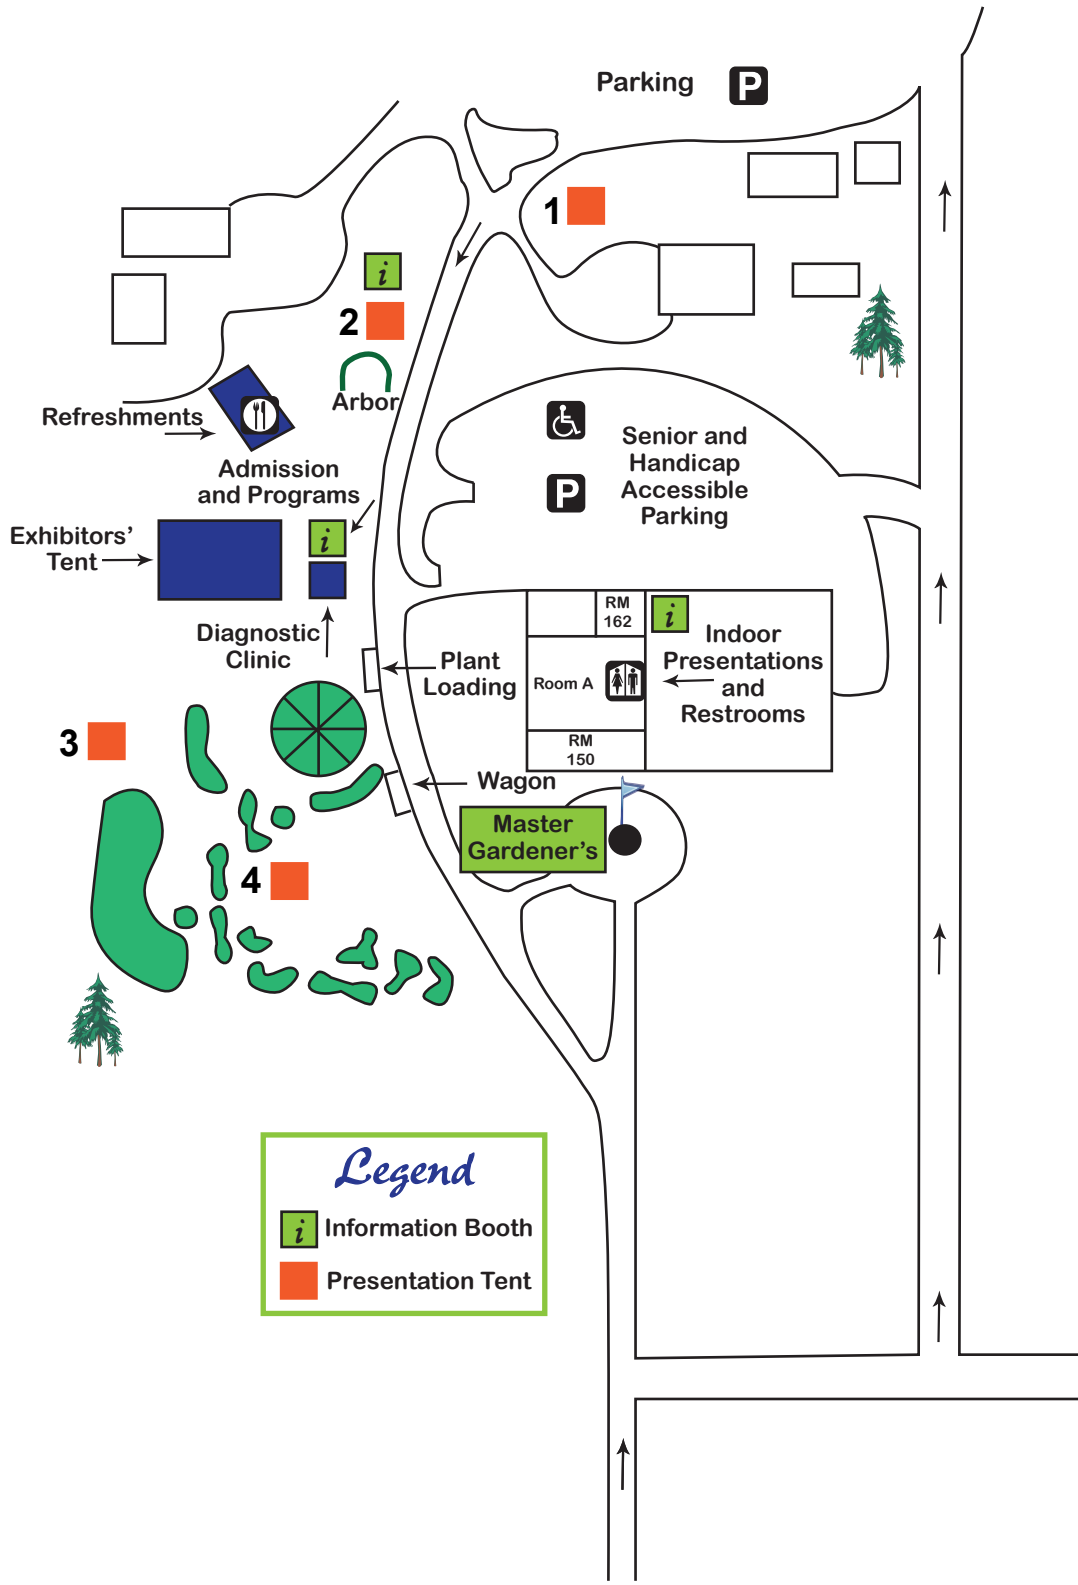 Parking P
1
i
2
Arbor
Refreshments
Admission
and Programs
Senior and
Handicap
Accessible
Parking
P
Exhibitors'
Tent
i
Diagnostic
Clinic
RM
162
i
Indoor
Presentations
and
Restrooms
Room A
RM
150
Plant
Loading
3
Wagon
Master
Gardener's
4
Legend
i Information Booth
Presentation Tent